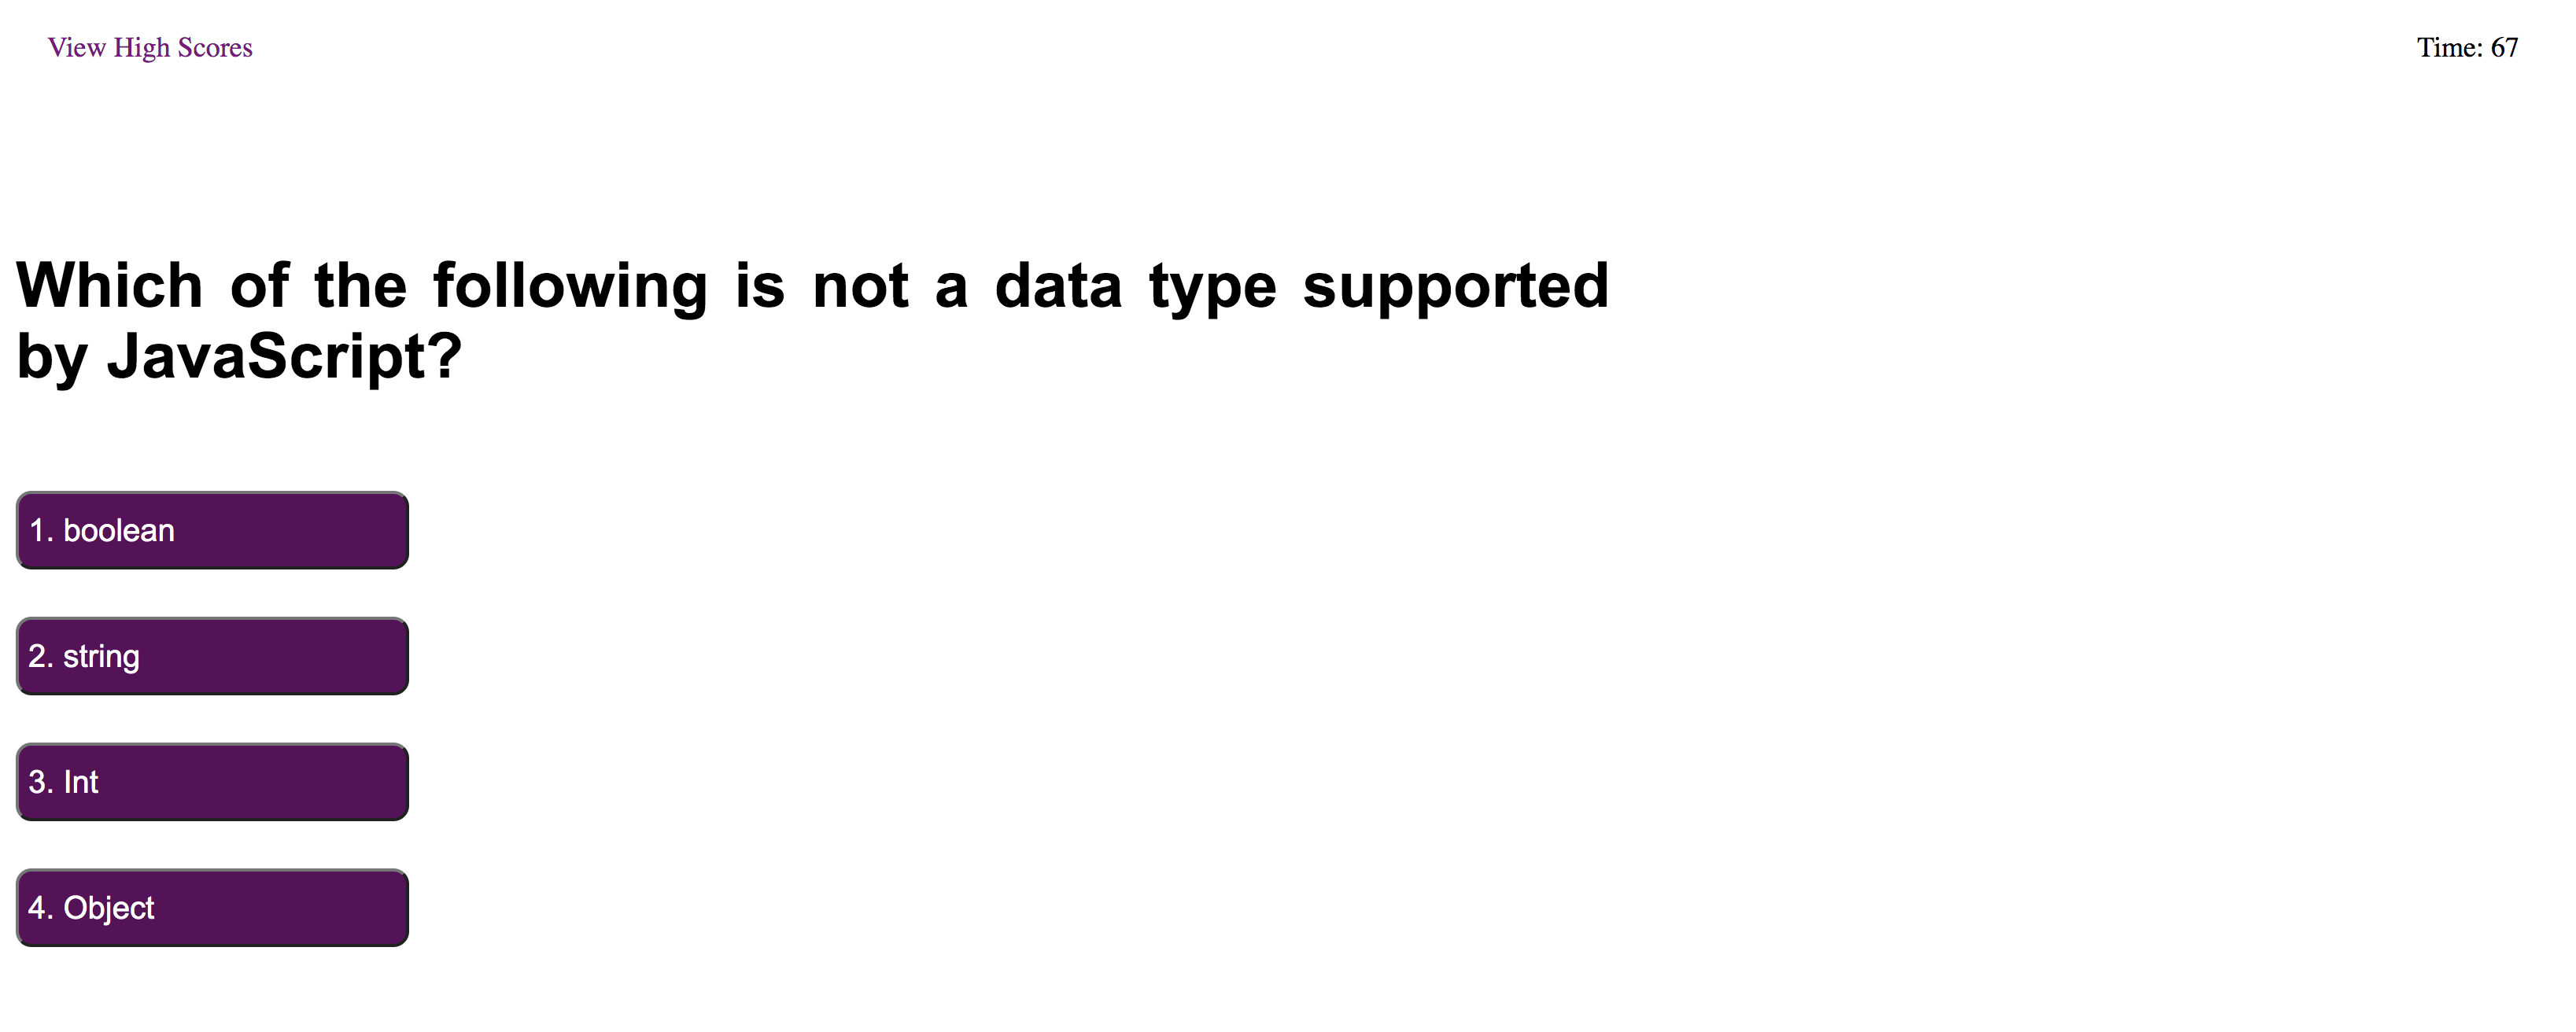 View High Scores
Time: 67
Which of the following is not a data type supported
by JavaScript?
1. boolean
2. string
3. Int
4. Object